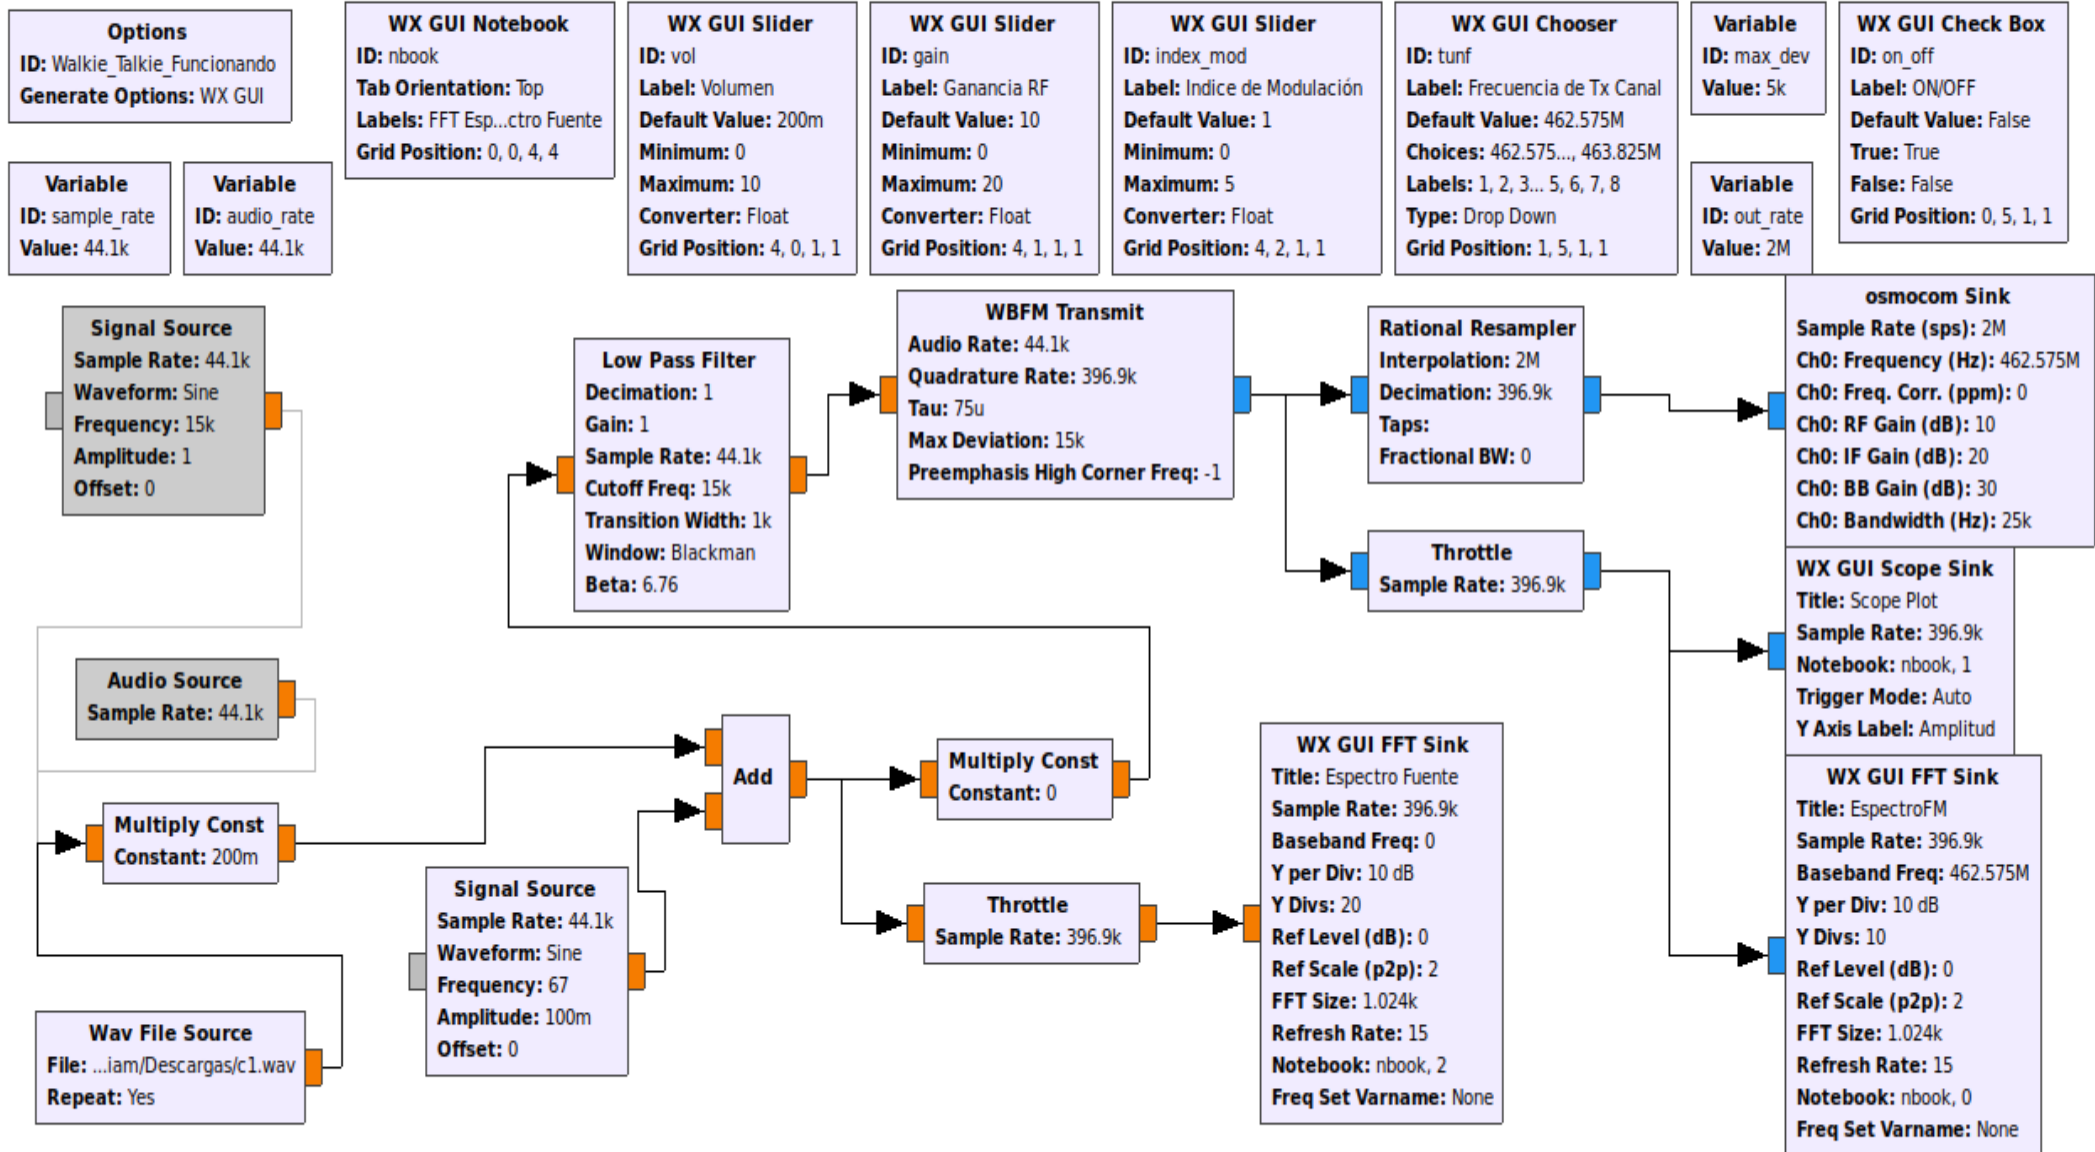 Options
ID: Walkie_Talkie_Funcionando
Generate Options: WX GUI
WX GUI Notebook
ID: nbook
Tab Orientation: Top
Labels: FFT Esp...ctro Fuente
Grid Position: 0, 0, 4, 4
WX GUI Slider
ID: vol
Label: Volumen
Default Value: 200m
Minimum: 0
Maximum: 10
Converter: Float
Grid Position: 4, 0, 1, 1
WX GUI Slider
ID: gain
Label: Ganancia RF
Default Value: 10
Minimum: 0
Maximum: 20
Converter: Float
Grid Position: 4, 1, 1, 1
WX GUI Slider
ID: index_mod
Label: Indice de Modulación
Default Value: 1
Minimum: 0
Maximum: 5
Converter: Float
Grid Position: 4, 2, 1, 1
WX GUI Chooser
ID: tunf
Label: Frecuencia de Tx Canal
Default Value: 462.575M
Choices: 462.575..., 463.825M
Labels: 1, 2, 3... 5, 6, 7, 8
Type: Drop Down
Grid Position: 1, 5, 1, 1
Variable
ID: max_dev
Value: 5k
WX GUI Check Box
ID: on_off
Label: ON/OFF
Default Value: False
True: True
False: False
Grid Position: 0, 5, 1, 1
Variable
ID: sample_rate
Value: 44.1k
Variable
ID: audio_rate
Value: 44.1k
Variable
ID: out_rate
Value: 2M
Signal Source
Sample Rate: 44.1k
Waveform: Sine
Frequency: 15k
Amplitude: 1
Offset: 0
Low Pass Filter
Decimation: 1
Gain: 1
Sample Rate: 44.1k
Cutoff Freq: 15k
Transition Width: 1k
Window: Blackman
Beta: 6.76
WBFM Transmit
Audio Rate: 44.1k
Quadrature Rate: 396.9k
Tau: 75u
Max Deviation: 15k
Preemphasis High Corner Freq: -1
Rational Resampler
Interpolation: 2M
Decimation: 396.9k
Taps:
Fractional BW: 0
osmocom Sink
Sample Rate (sps): 2M
Ch0: Frequency (Hz): 462.575M
Ch0: Freq. Corr. (ppm): 0
Ch0: RF Gain (dB): 10
Ch0: IF Gain (dB): 20
Ch0: BB Gain (dB): 30
Ch0: Bandwidth (Hz): 25k
Throttle
Sample Rate: 396.9k
WX GUI Scope Sink
Title: Scope Plot
Sample Rate: 396.9k
Notebook: nbook, 1
Trigger Mode: Auto
Y Axis Label: Amplitud
Audio Source
Sample Rate: 44.1k
Multiply Const
Constant: 200m
Add
Multiply Const
Constant: 0
Signal Source
Sample Rate: 44.1k
Waveform: Sine
Frequency: 67
Amplitude: 100m
Offset: 0
Throttle
Sample Rate: 396.9k
WX GUI FFT Sink
Title: Espectro Fuente
Sample Rate: 396.9k
Baseband Freq: 0
Y per Div: 10 dB
Y Divs: 20
Ref Level (dB): 0
Ref Scale (p2p): 2
FFT Size: 1.024k
Refresh Rate: 15
Notebook: nbook, 2
Freq Set Varname: None
WX GUI FFT Sink
Title: EspectroFM
Sample Rate: 396.9k
Baseband Freq: 462.575M
Y per Div: 10 dB
Y Divs: 10
Ref Level (dB): 0
Ref Scale (p2p): 2
FFT Size: 1.024k
Refresh Rate: 15
Notebook: nbook, 0
Freq Set Varname: None
Wav File Source
File: ...iam/Descargas/c1.wav
Repeat: Yes